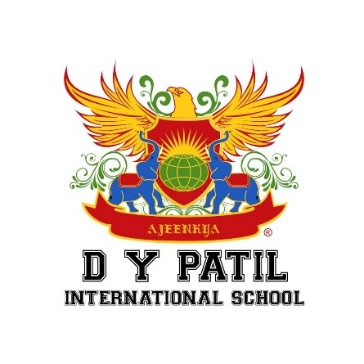 AJEENKYA
®
D Y PATIL
INTERNATIONAL SCHOOL